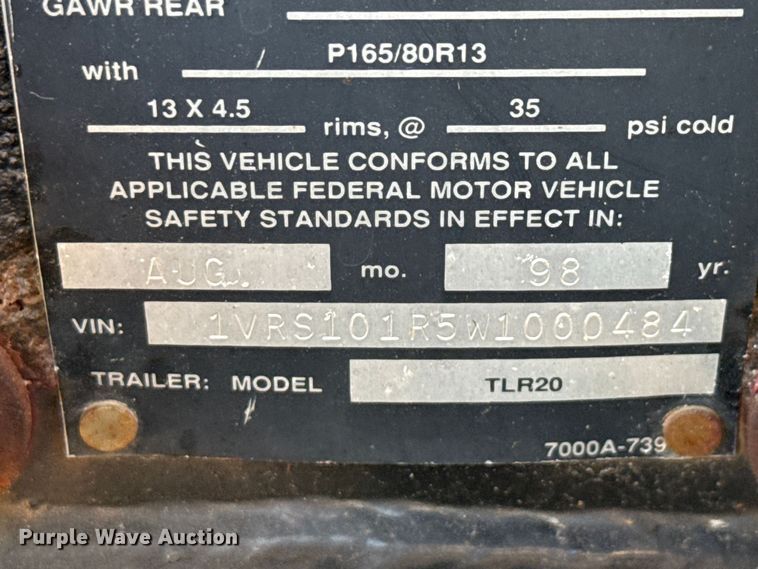 GAWR REAR
with P165/80R13
13 X 4.5 rims, @ 35 psi cold
THIS VEHICLE CONFORMS TO ALL
APPLICABLE FEDERAL MOTOR VEHICLE
SAFETY STANDARDS IN EFFECT IN:
AUG. mo. 98 yr.
VIN: 1VRS101R5W1000484
TRAILER: MODEL TLR20
7000A-739
Purple Wave Auction